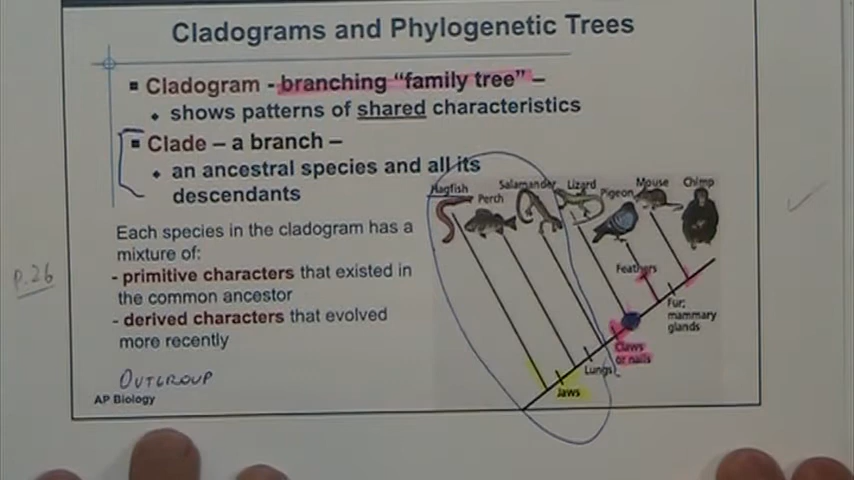 Cladograms and Phylogenetic Trees
Cladogram - branching "family tree" –
shows patterns of shared characteristics
Clade – a branch –
an ancestral species and all its
descendants
Each species in the cladogram has a
mixture of:
- primitive characters that existed in
the common ancestor
- derived characters that evolved
more recently
p.26
OUTGROUP
AP Biology
Hagfish
Perch
Salamander
Lizard
Pigeon
Mouse
Chimp
Feathers
Fur;
mammary
glands
Claws
or nails
Lungs
Jaws